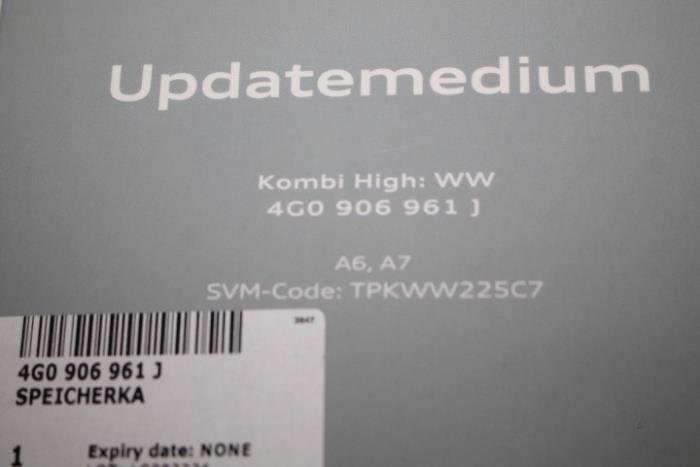 Updatemedium
Kombi High: WW
4G0 906 961 J
A6, A7
SVM-Code: TPKWW225C7
3847
4G0 906 961 J
SPEICHERKA
1 Expiry date: NONE